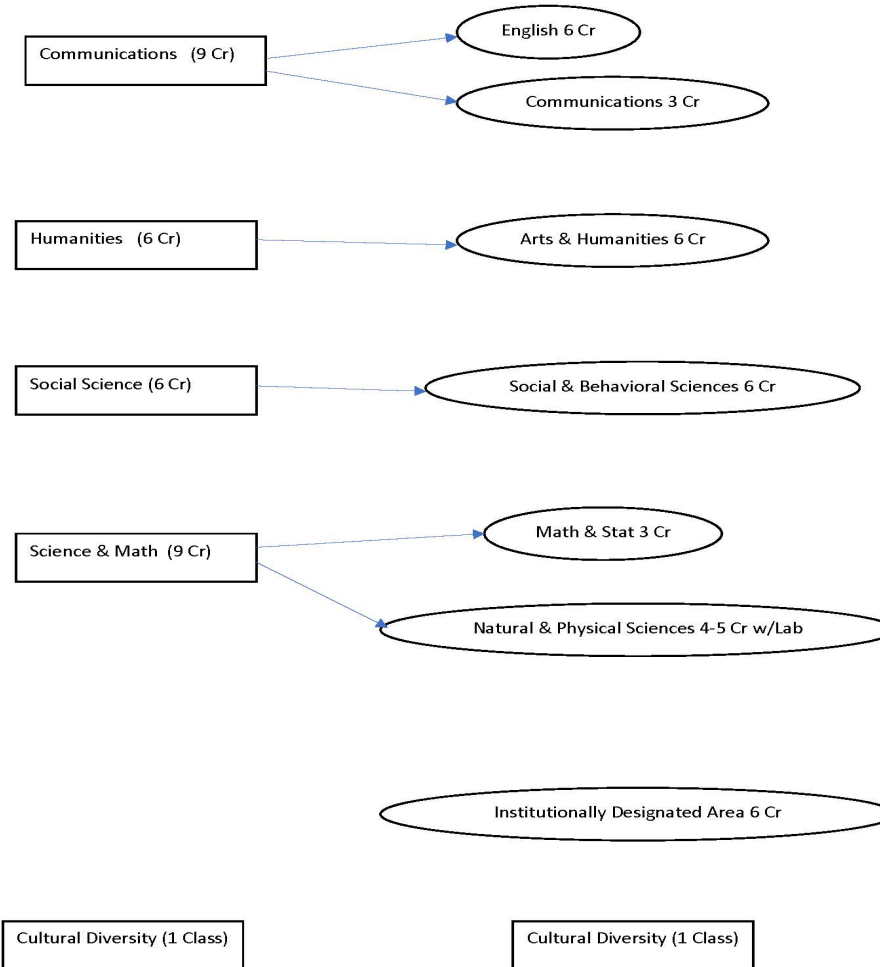 English 6 Cr
Communications (9 Cr)
Communications 3 Cr
Humanities (6 Cr)
Arts & Humanities 6 Cr
Social Science (6 Cr)
Social & Behavioral Sciences 6 Cr
Math & Stat 3 Cr
Science & Math (9 Cr)
Natural & Physical Sciences 4-5 Cr w/Lab
Institutionally Designated Area 6 Cr
Cultural Diversity (1 Class)
Cultural Diversity (1 Class)